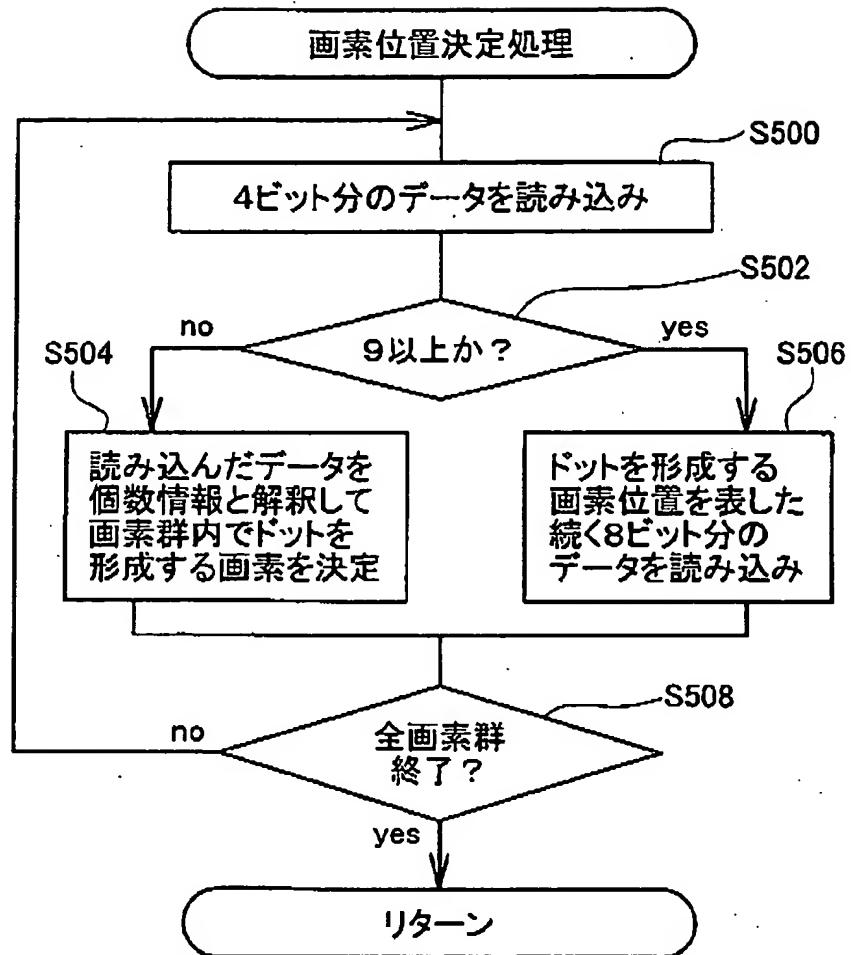 画素位置決定処理
S500
4ビット分のデータを読み込み
S502
no
9以上か?
yes
S504
S506
読み込んだデータを
個数情報と解釈して
画素群内でドットを
形成する画素を決定
ドットを形成する
画素位置を表した
続く8ビット分の
データを読み込み
S508
no
全画素群
終了?
yes
リターン